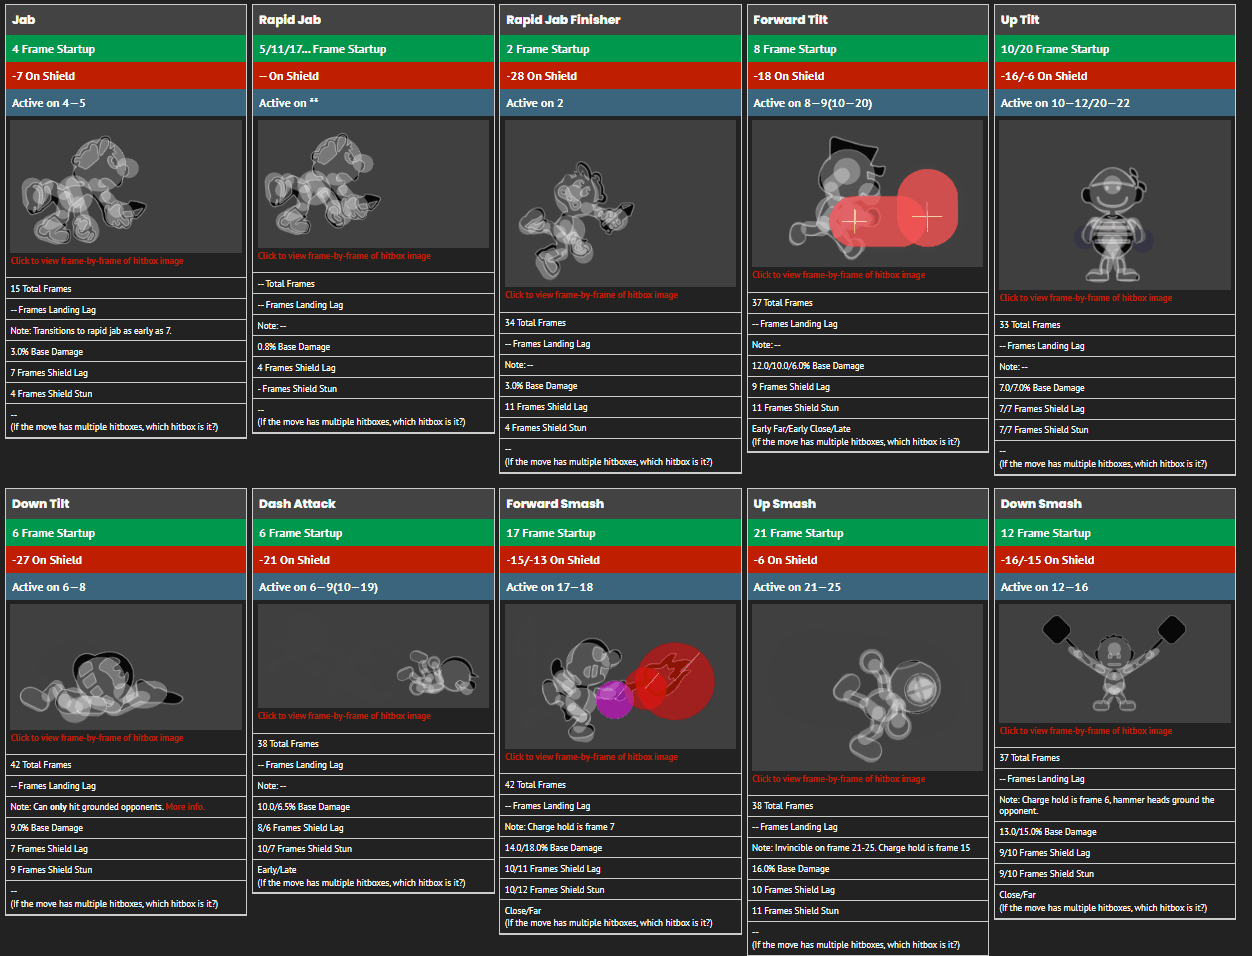 Jab
4 Frame Startup
-7 On Shield
Active on 4—5
Click to view frame-by-frame of hitbox image
15 Total Frames
-- Frames Landing Lag
Note: Transitions to rapid jab as early as 7.
3.0% Base Damage
7 Frames Shield Lag
4 Frames Shield Stun
--
(If the move has multiple hitboxes, which hitbox is it?)
Rapid Jab
5/11/17... Frame Startup
-- On Shield
Active on **
Click to view frame-by-frame of hitbox image
-- Total Frames
-- Frames Landing Lag
Note: --
0.8% Base Damage
4 Frames Shield Lag
- Frames Shield Stun
--
(If the move has multiple hitboxes, which hitbox is it?)
Rapid Jab Finisher
2 Frame Startup
-28 On Shield
Active on 2
Click to view frame-by-frame of hitbox image
34 Total Frames
-- Frames Landing Lag
Note: --
3.0% Base Damage
11 Frames Shield Lag
4 Frames Shield Stun
--
(If the move has multiple hitboxes, which hitbox is it?)
Forward Tilt
8 Frame Startup
-18 On Shield
Active on 8—9(10—20)
Click to view frame-by-frame of hitbox image
37 Total Frames
-- Frames Landing Lag
Note: --
12.0/10.0/6.0% Base Damage
9 Frames Shield Lag
11 Frames Shield Stun
Early Far/Early Close/Late
(If the move has multiple hitboxes, which hitbox is it?)
Up Tilt
10/20 Frame Startup
-16/-6 On Shield
Active on 10—12/20—22
Click to view frame-by-frame of hitbox image
33 Total Frames
-- Frames Landing Lag
Note: --
7.0/7.0% Base Damage
7/7 Frames Shield Lag
7/7 Frames Shield Stun
--
(If the move has multiple hitboxes, which hitbox is it?)
Down Tilt
6 Frame Startup
-27 On Shield
Active on 6—8
Click to view frame-by-frame of hitbox image
42 Total Frames
-- Frames Landing Lag
Note: Can only hit grounded opponents. More info.
9.0% Base Damage
7 Frames Shield Lag
9 Frames Shield Stun
--
(If the move has multiple hitboxes, which hitbox is it?)
Dash Attack
6 Frame Startup
-21 On Shield
Active on 6—9(10—19)
Click to view frame-by-frame of hitbox image
38 Total Frames
-- Frames Landing Lag
Note: --
10.0/6.5% Base Damage
8/6 Frames Shield Lag
10/7 Frames Shield Stun
Early/Late
(If the move has multiple hitboxes, which hitbox is it?)
Forward Smash
17 Frame Startup
-15/-13 On Shield
Active on 17—18
Click to view frame-by-frame of hitbox image
42 Total Frames
-- Frames Landing Lag
Note: Charge hold is frame 7
14.0/18.0% Base Damage
10/11 Frames Shield Lag
10/12 Frames Shield Stun
Close/Far
(If the move has multiple hitboxes, which hitbox is it?)
Up Smash
21 Frame Startup
-6 On Shield
Active on 21—25
Click to view frame-by-frame of hitbox image
38 Total Frames
-- Frames Landing Lag
Note: Invincible on frame 21-25. Charge hold is frame 15
16.0% Base Damage
10 Frames Shield Lag
11 Frames Shield Stun
--
(If the move has multiple hitboxes, which hitbox is it?)
Down Smash
12 Frame Startup
-16/-15 On Shield
Active on 12—16
Click to view frame-by-frame of hitbox image
37 Total Frames
-- Frames Landing Lag
Note: Charge hold is frame 6, hammer heads ground the
opponent.
13.0/15.0% Base Damage
9/10 Frames Shield Lag
9/10 Frames Shield Stun
Close/Far
(If the move has multiple hitboxes, which hitbox is it?)